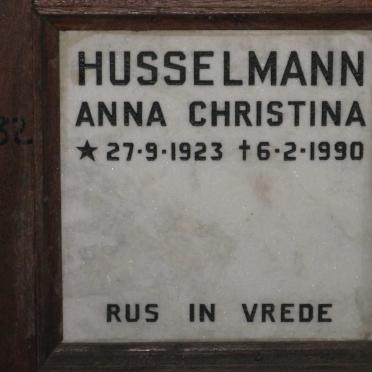 HUSSELMANN
ANNA CHRISTINA
★ 27·9·1923 †6·2·1990
RUS IN VREDE